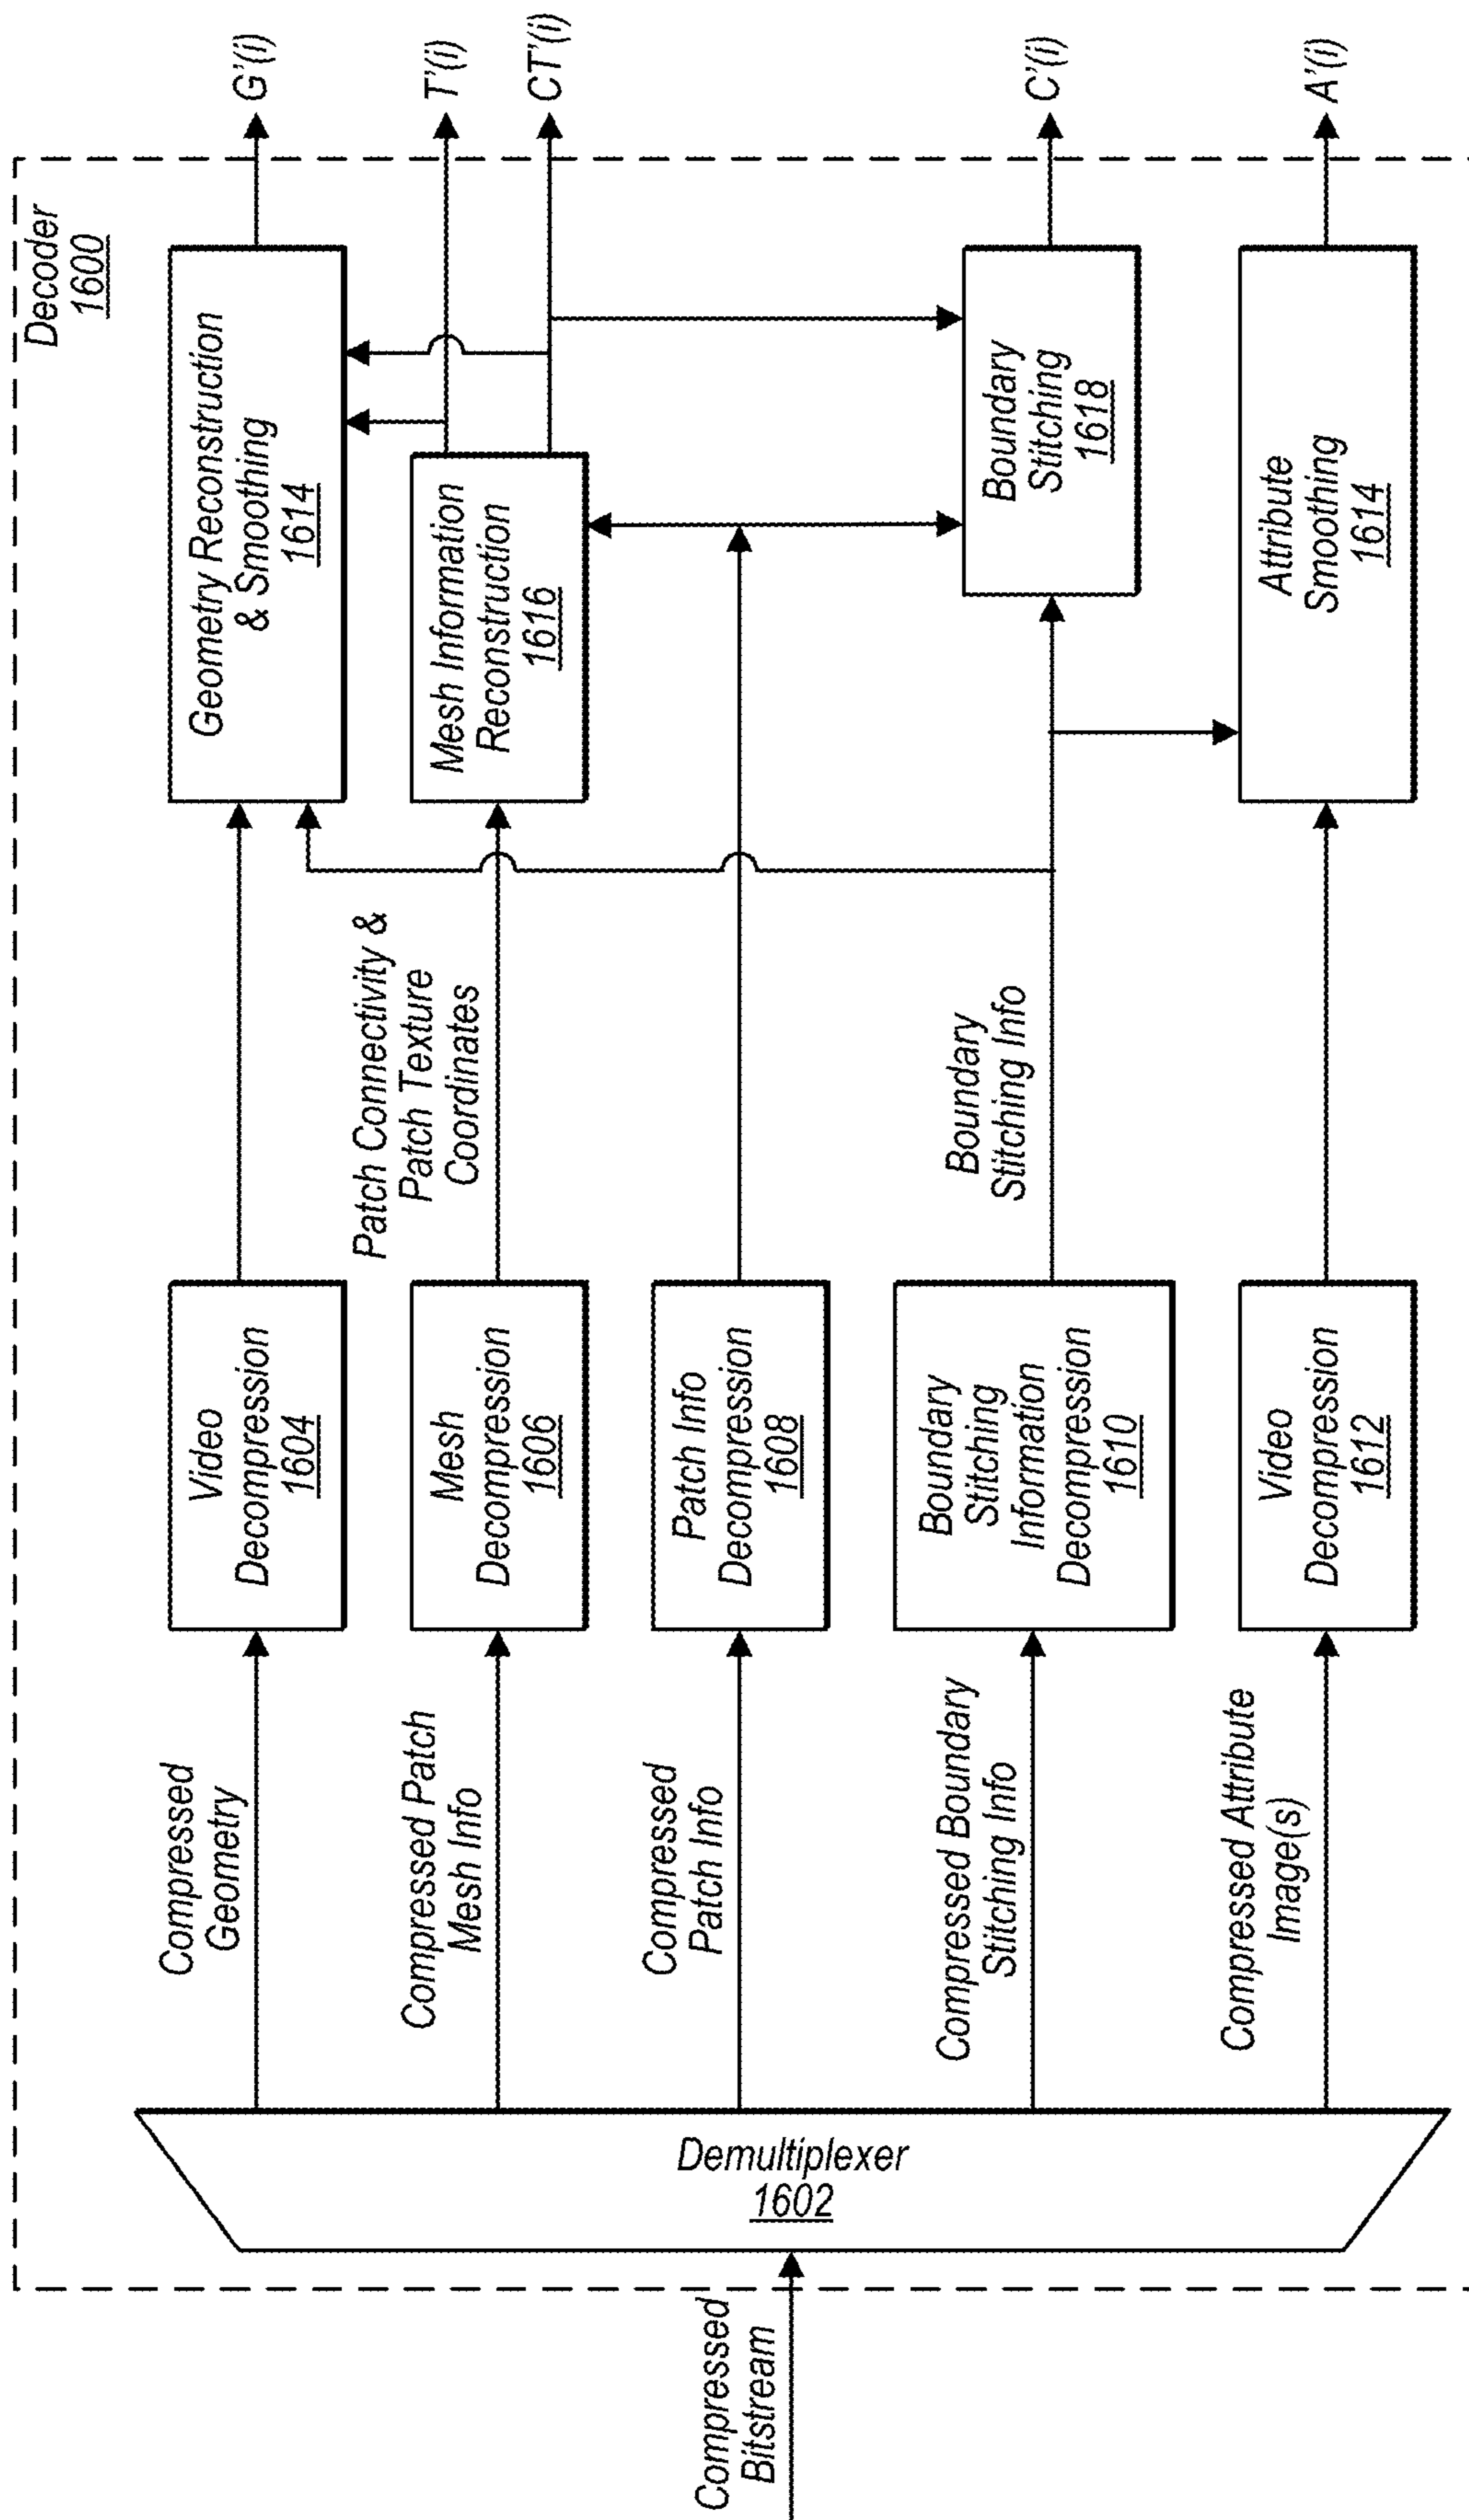 Decoder
1600
Compressed
Bitstream
Demultiplexer
1602
Compressed
Geometry
Compressed Patch
Mesh Info
Compressed
Patch Info
Compressed Boundary
Stitching Info
Compressed Attribute
Image(s)
Video
Decompression
1604
Mesh
Decompression
1606
Patch Info
Decompression
1608
Boundary
Stitching
Information
Decompression
1610
Video
Decompression
1612
Patch Connectivity &
Patch Texture
Coordinates
Boundary
Stitching Info
Geometry Reconstruction
& Smoothing
1614
Mesh Information
Reconstruction
1616
Boundary
Stitching
1618
Attribute
Smoothing
1614
G'(i)
T'(i)
CT'(i)
C'(i)
A'(i)